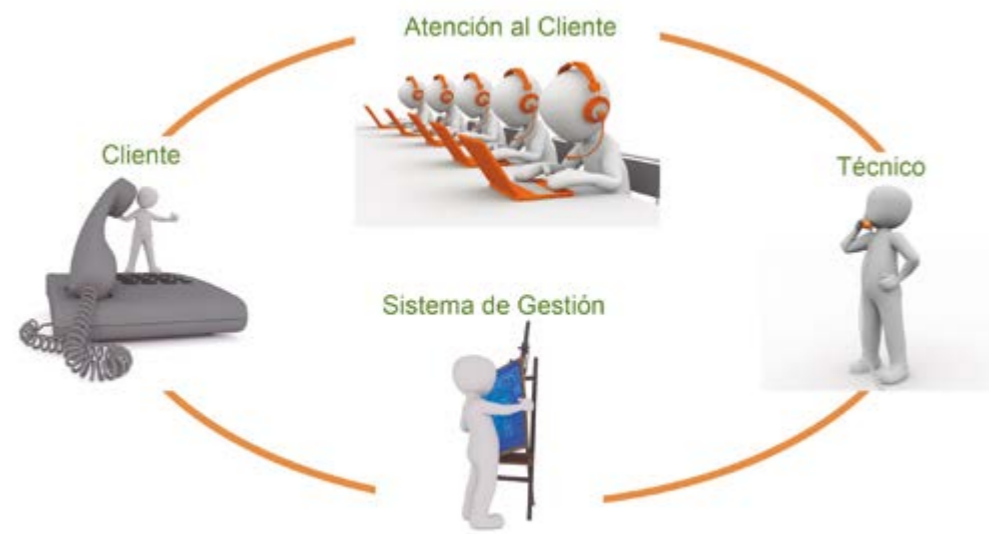 Atención al Cliente
Cliente
Técnico
Sistema de Gestión